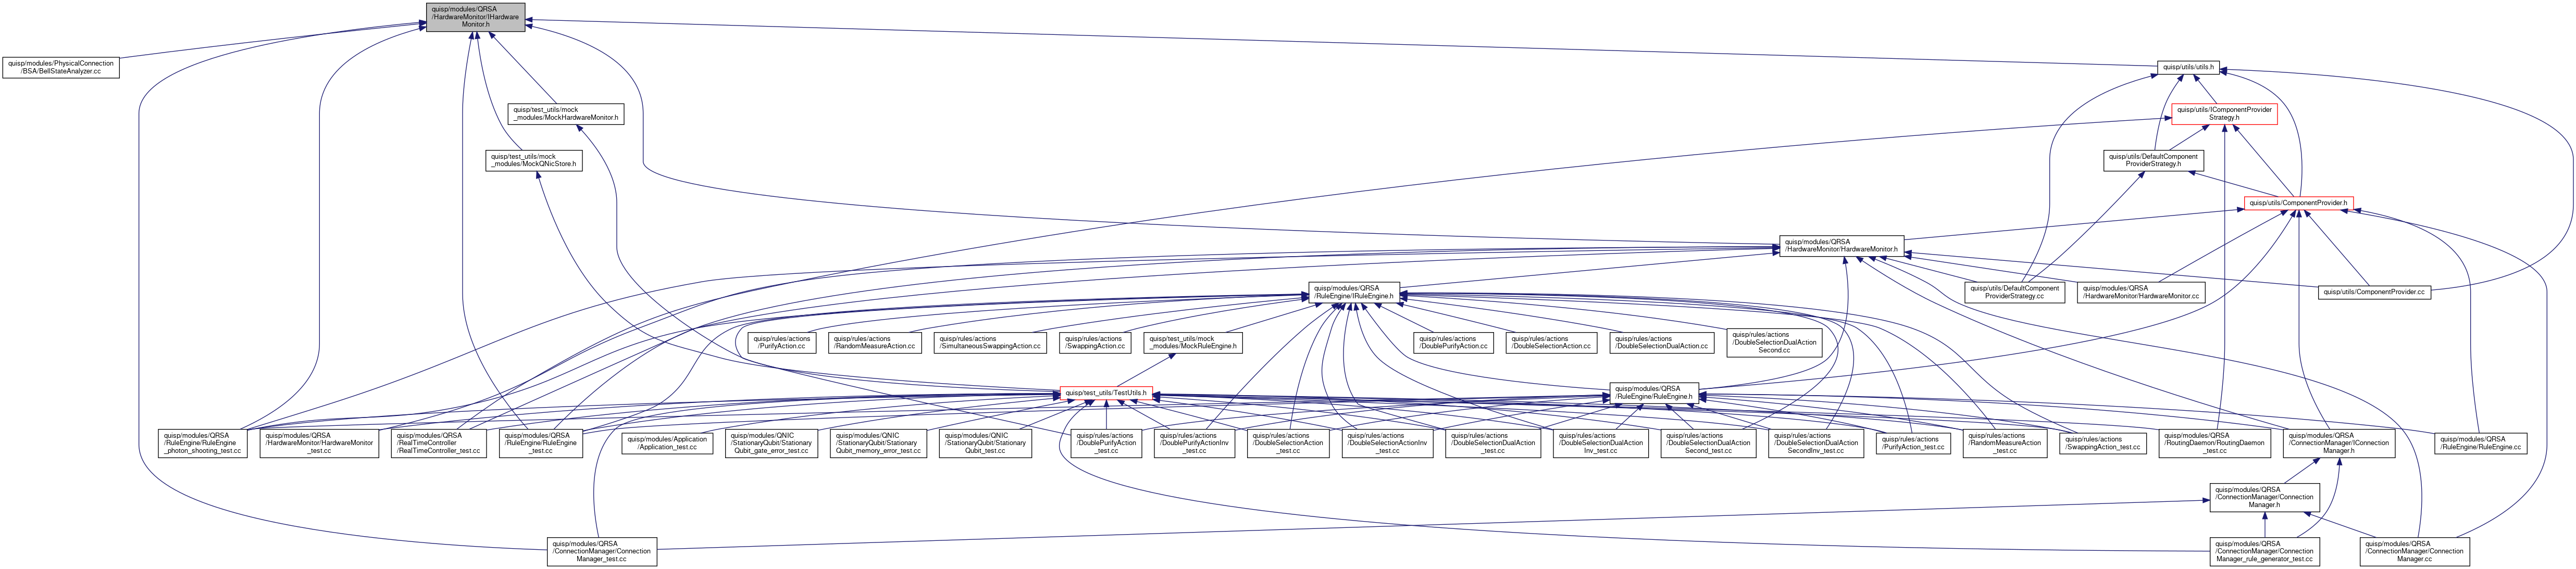 quisp/modules/QRSA
/HardwareMonitor/IHardware
Monitor.h
quisp/modules/PhysicalConnection
/BSA/BellStateAnalyzer.cc
quisp/utils/utils.h
quisp/test_utils/mock
_modules/MockHardwareMonitor.h
quisp/utils/IComponentProvider
Strategy.h
quisp/test_utils/mock
_modules/MockQNicStore.h
quisp/utils/DefaultComponent
ProviderStrategy.h
quisp/utils/ComponentProvider.h
quisp/modules/QRSA
/HardwareMonitor/HardwareMonitor.h
quisp/modules/QRSA
/RuleEngine/IRuleEngine.h
quisp/utils/DefaultComponent
ProviderStrategy.cc
quisp/modules/QRSA
/HardwareMonitor/HardwareMonitor.cc
quisp/utils/ComponentProvider.cc
quisp/rules/actions
/PurifyAction.cc
quisp/rules/actions
/RandomMeasureAction.cc
quisp/rules/actions
/SimultaneousSwappingAction.cc
quisp/rules/actions
/SwappingAction.cc
quisp/test_utils/mock
_modules/MockRuleEngine.h
quisp/rules/actions
/DoublePurifyAction.cc
quisp/rules/actions
/DoubleSelectionAction.cc
quisp/rules/actions
/DoubleSelectionDualAction.cc
quisp/rules/actions
/DoubleSelectionDualAction
Second.cc
quisp/test_utils/TestUtils.h
quisp/modules/QRSA
/RuleEngine/RuleEngine.h
quisp/modules/QRSA
/RuleEngine/RuleEngine
_photon_shooting_test.cc
quisp/modules/QRSA
/HardwareMonitor/HardwareMonitor
_test.cc
quisp/modules/QRSA
/RealTimeController
/RealTimeController_test.cc
quisp/modules/QRSA
/RuleEngine/RuleEngine
_test.cc
quisp/modules/Application
/Application_test.cc
quisp/modules/QNIC
/StationaryQubit/Stationary
Qubit_gate_error_test.cc
quisp/modules/QNIC
/StationaryQubit/Stationary
Qubit_memory_error_test.cc
quisp/modules/QNIC
/StationaryQubit/Stationary
Qubit_test.cc
quisp/rules/actions
/DoublePurifyAction
_test.cc
quisp/rules/actions
/DoublePurifyActionInv
_test.cc
quisp/rules/actions
/DoubleSelectionAction
_test.cc
quisp/rules/actions
/DoubleSelectionActionInv
_test.cc
quisp/rules/actions
/DoubleSelectionDualAction
_test.cc
quisp/rules/actions
/DoubleSelectionDualAction
Inv_test.cc
quisp/rules/actions
/DoubleSelectionDualAction
Second_test.cc
quisp/rules/actions
/DoubleSelectionDualAction
SecondInv_test.cc
quisp/rules/actions
/PurifyAction_test.cc
quisp/rules/actions
/RandomMeasureAction
_test.cc
quisp/rules/actions
/SwappingAction_test.cc
quisp/modules/QRSA
/RoutingDaemon/RoutingDaemon
_test.cc
quisp/modules/QRSA
/ConnectionManager/IConnection
Manager.h
quisp/modules/QRSA
/RuleEngine/RuleEngine.cc
quisp/modules/QRSA
/ConnectionManager/Connection
Manager.h
quisp/modules/QRSA
/ConnectionManager/Connection
Manager_test.cc
quisp/modules/QRSA
/ConnectionManager/Connection
Manager_rule_generator_test.cc
quisp/modules/QRSA
/ConnectionManager/Connection
Manager.cc